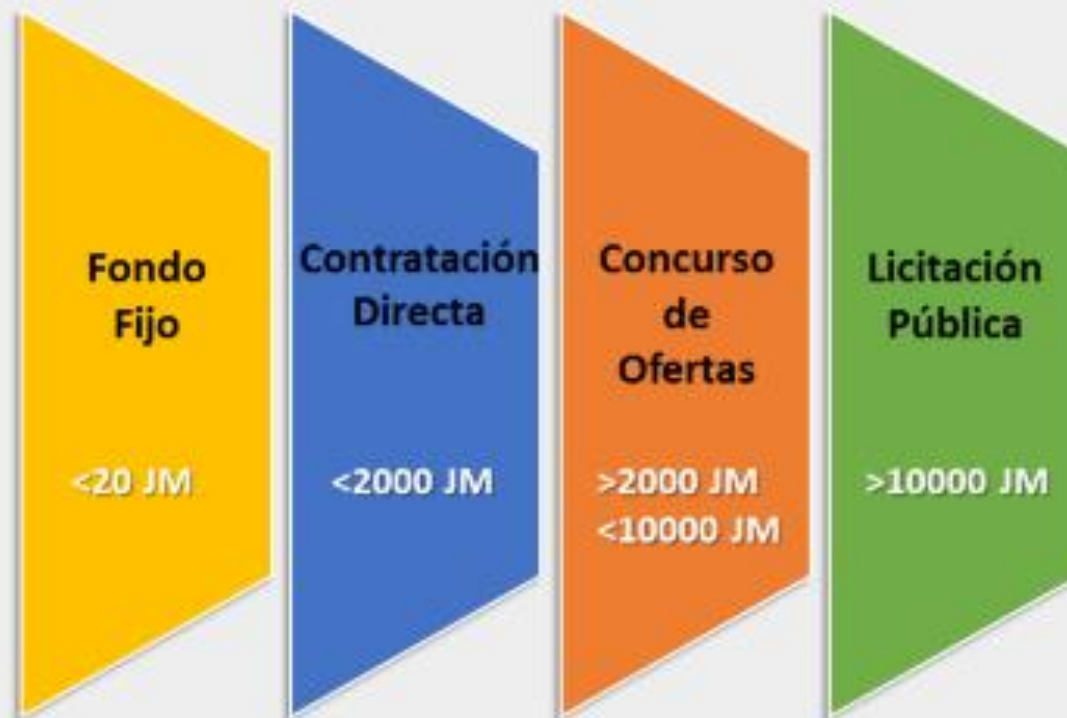 Fondo
Fijo
<20 JM
Contratación
Directa
<2000 JM
Concurso
de
Ofertas
>2000 JM
<10000 JM
Licitación
Pública
>10000 JM